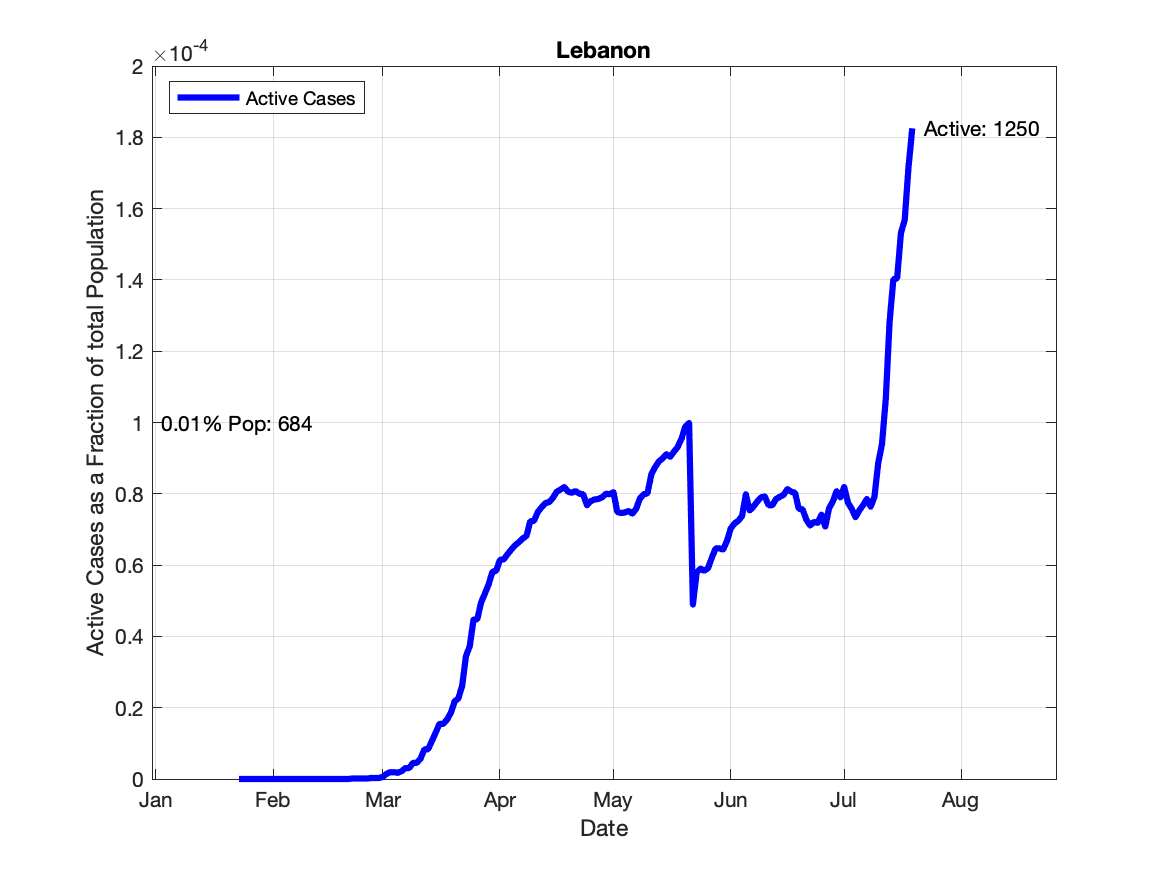 Lebanon
×10-4
Active Cases
Active: 1250
0.01% Pop: 684
2
1.8
1.6
1.4
1.2
1
0.8
0.6
0.4
0.2
0
Active Cases as a Fraction of total Population
Jan Feb Mar Apr May Jun Jul Aug
Date